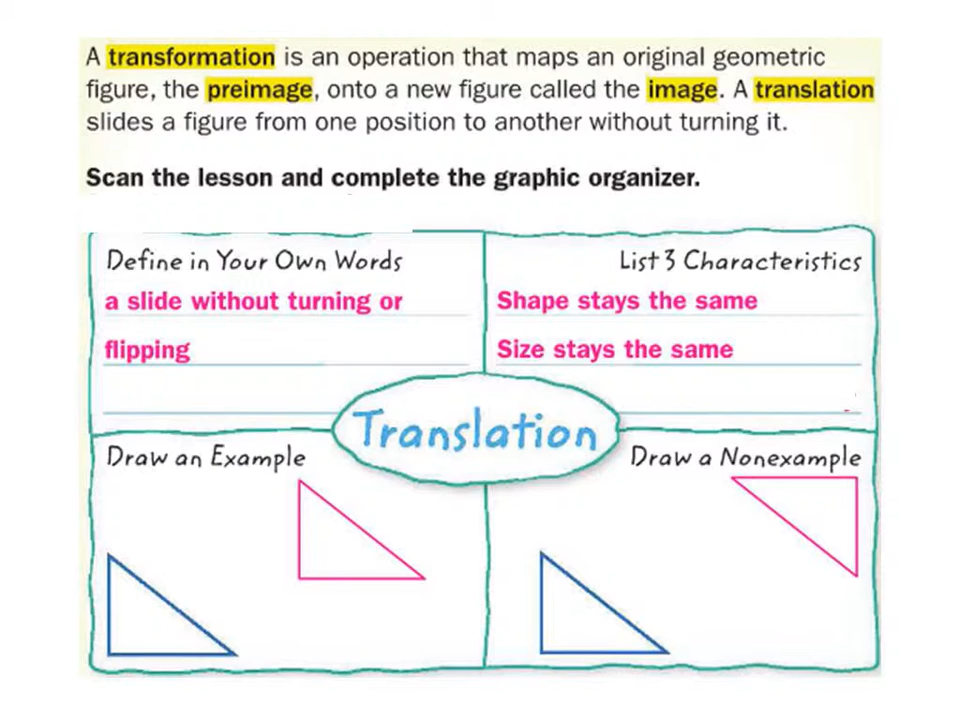 A transformation is an operation that maps an original geometric
figure, the preimage, onto a new figure called the image. A translation
slides a figure from one position to another without turning it.
Scan the lesson and complete the graphic organizer.
Define in Your Own Words
a slide without turning or
flipping
List 3 Characteristics
Shape stays the same
Size stays the same
Translation
Draw an Example
Draw a Nonexample